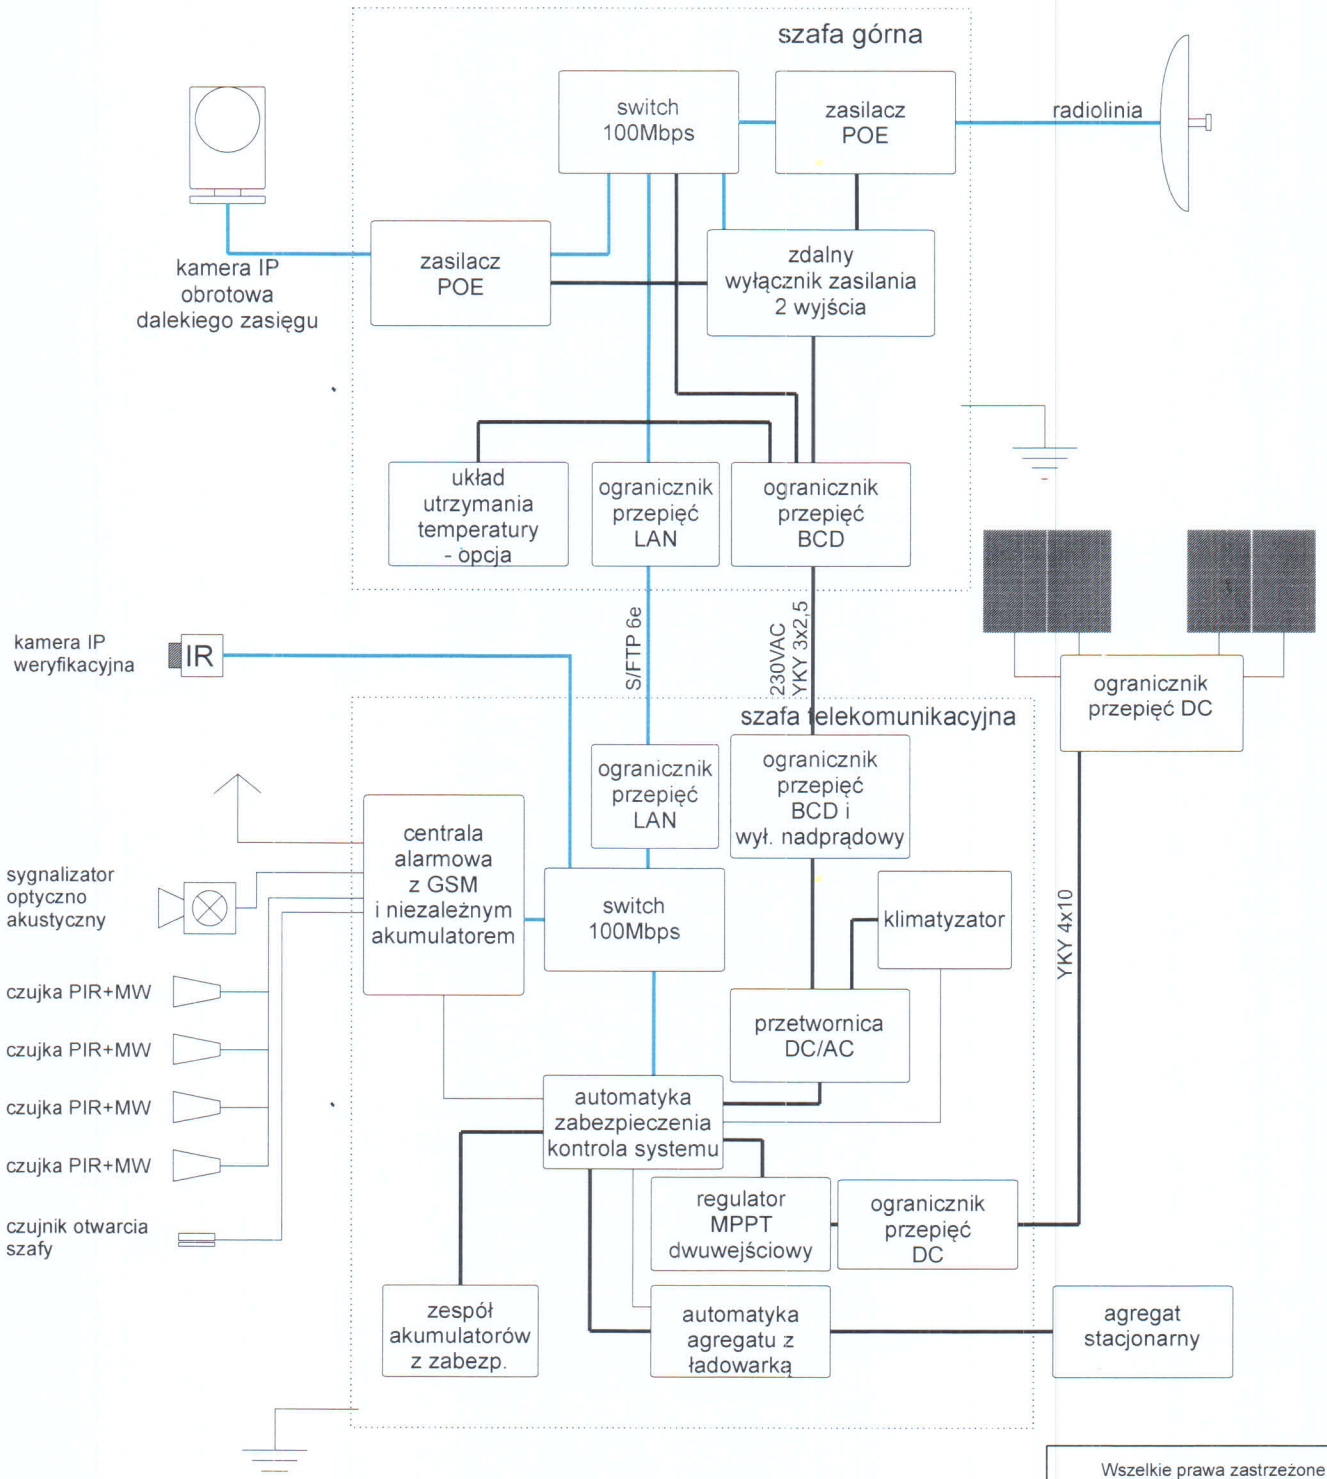 szafa górna
switch
100Mbps
zasilacz
POE
radiolinia
kamera IP
obrotowa
dalekiego zasięgu
zasilacz
POE
zdalny
wyłącznik zasilania
2 wyjścia
układ
utrzymania
temperatury
- opcja
ogranicznik
przepięć
LAN
ogranicznik
przepięć
BCD
kamera IP
weryfikacyjna
IR
S/FTP 6e
230VAC
YKY 3x2,5
ogranicznik
przepięć DC
szafa telekomunikacyjna
ogranicznik
przepięć
LAN
ogranicznik
przepięć
BCD i
wył. nadprądowy
centrala
alarmowa
z GSM
i niezależnym
akumulatorem
sygnalizator
optyczno
akustyczny
switch
100Mbps
klimatyzator
YKY 4x10
czujka PIR+MW
czujka PIR+MW
czujka PIR+MW
czujka PIR+MW
przetwornica
DC/AC
automatyka
zabezpieczenia
kontrola systemu
czujnik otwarcia
szafy
regulator
MPPT
dwuwejściowy
ogranicznik
przepięć
DC
zespół
akumulatorów
z zabezp.
automatyka
agregatu z
ładowarką
agregat
stacjonarny
Wszelkie prawa zastrzeżone